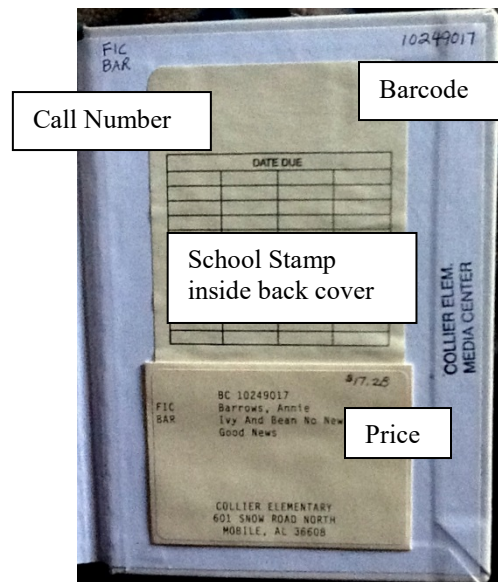 FIC
BAR
10249017
Barcode
Call Number
DATE DUE
School Stamp
inside back cover
COLLIER ELEM.
MEDIA CENTER
$17.28
BC 10249017
FIC Barrows, Annie
BAR Ivy And Bean No New
Good News
Price
COLLIER ELEMENTARY
601 SNOW ROAD NORTH
MOBILE, AL 36608